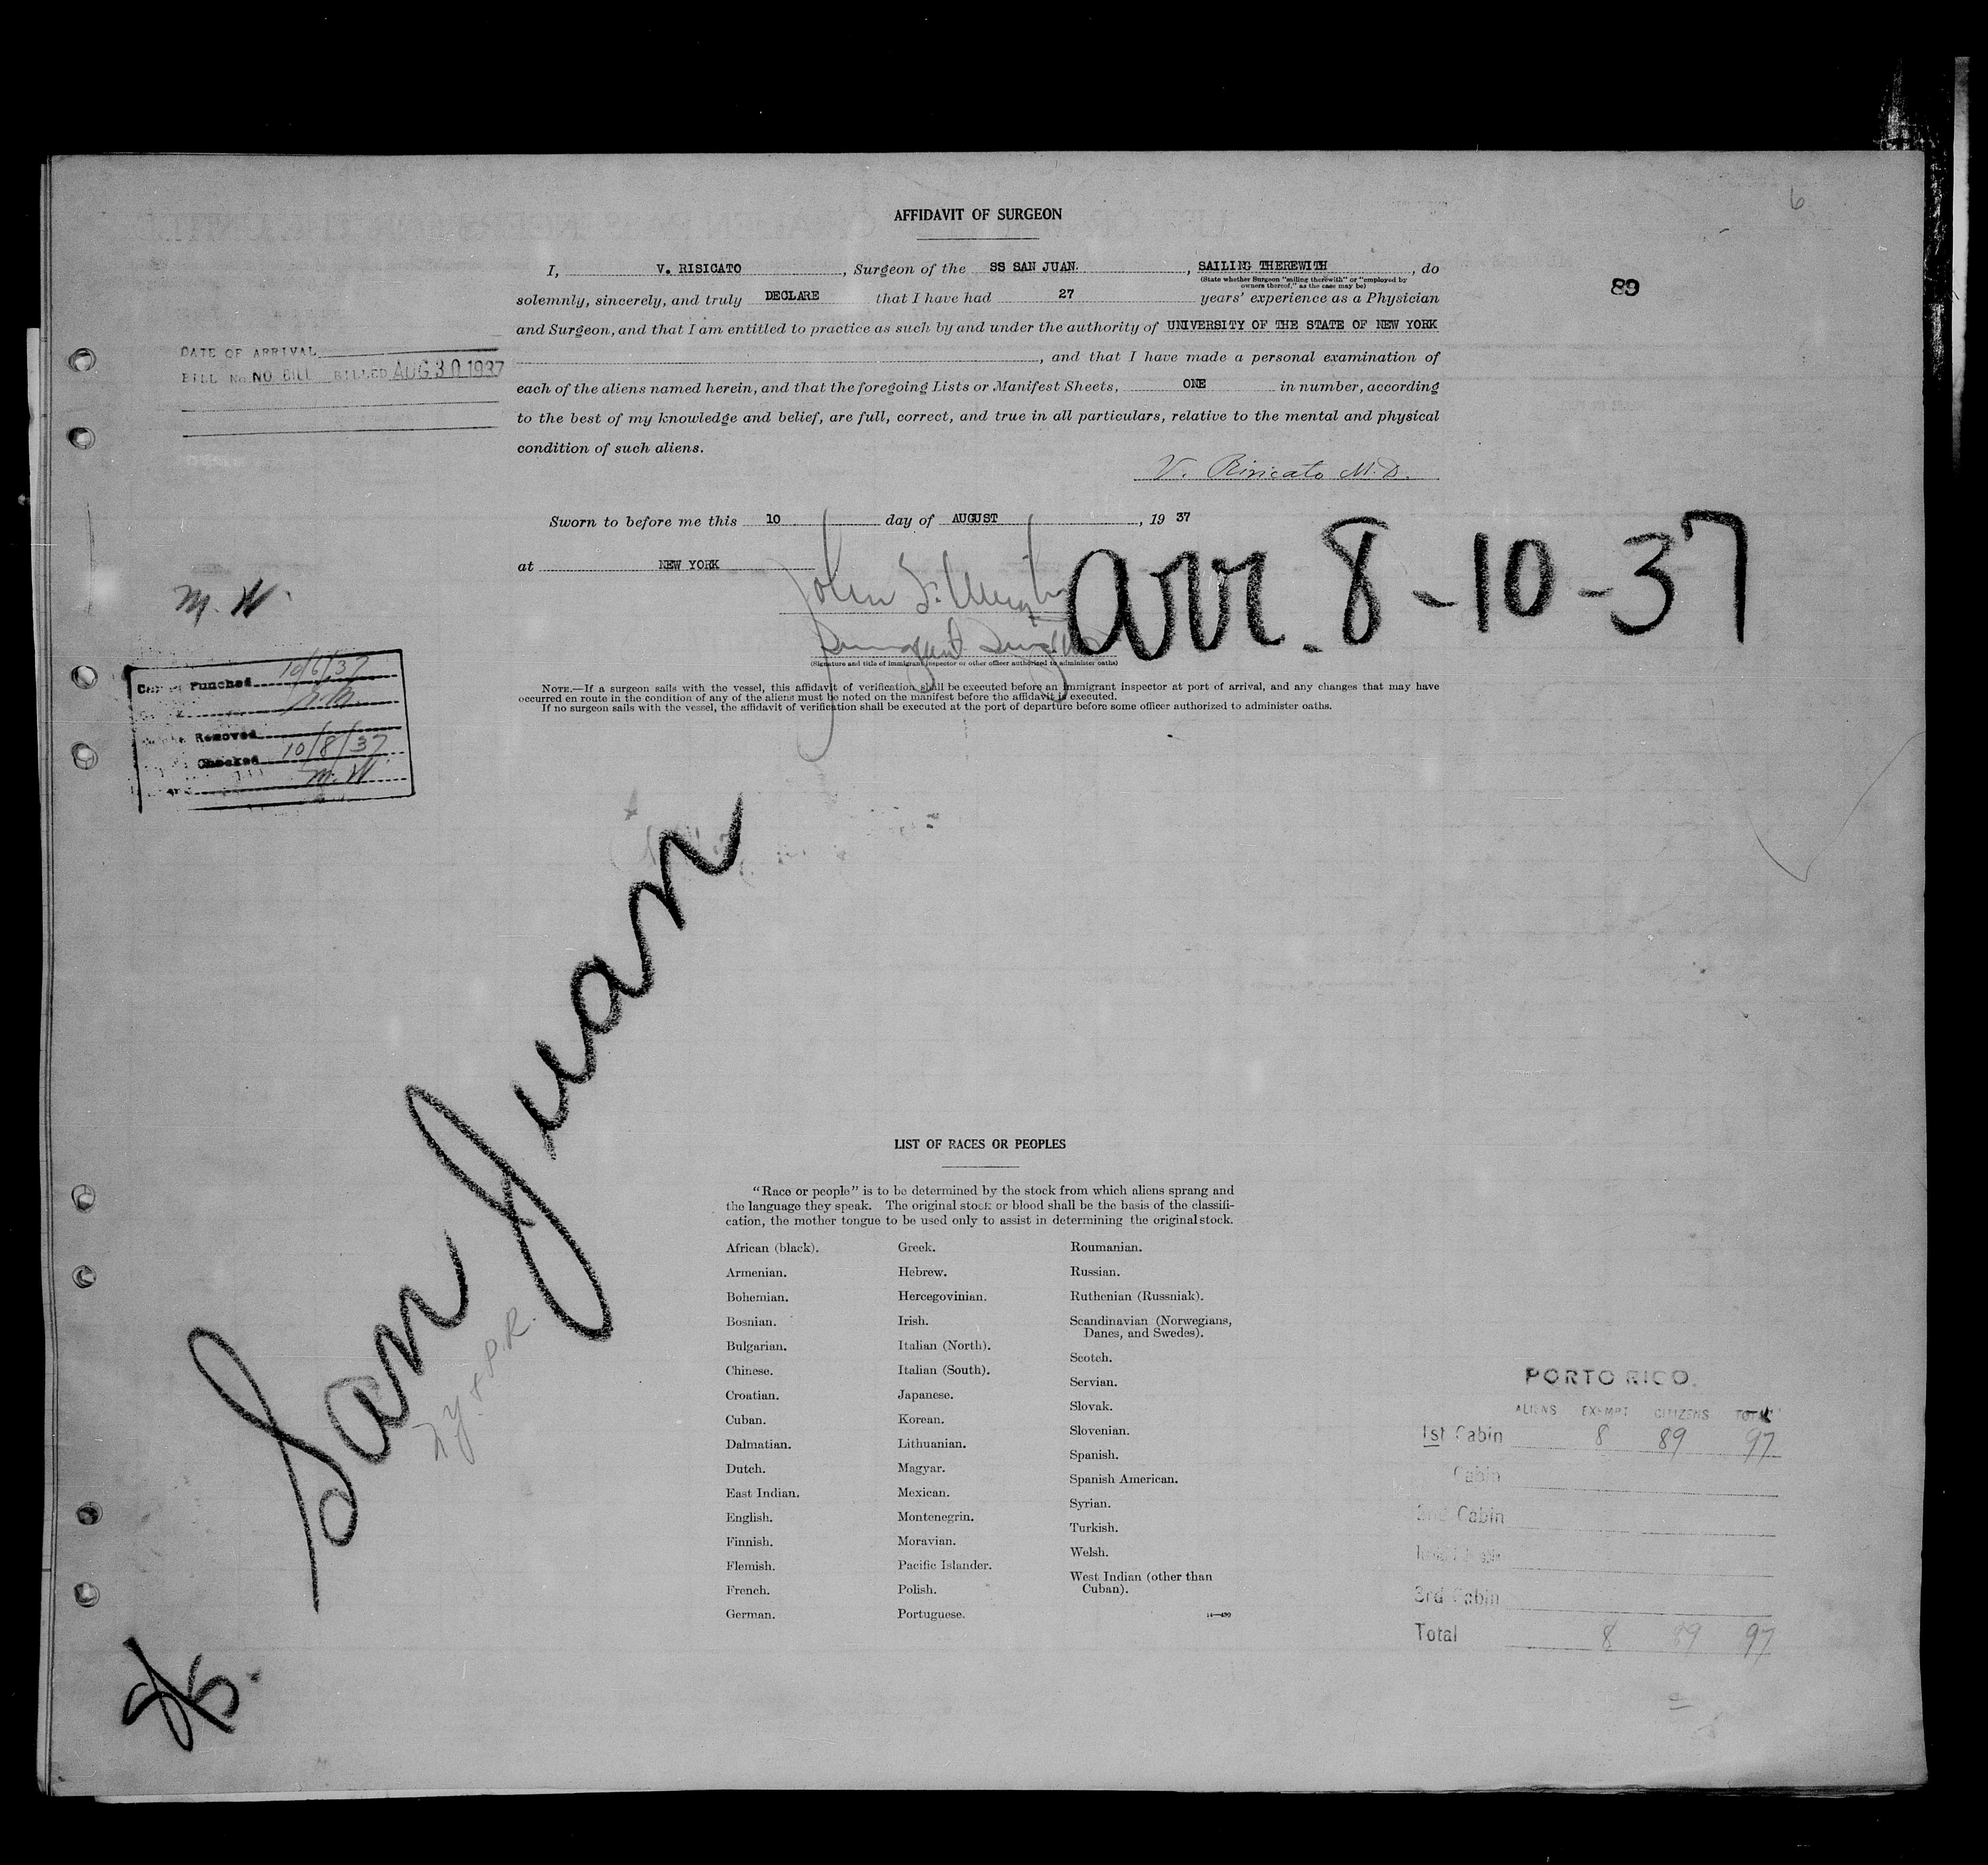 6
AFFIDAVIT OF SURGEON
I, V. RISICATO, Surgeon of the SS SAN JUAN., SAILING THEREWITH, do
(State whether Surgeon "sailing therewith" or "employed by
owners thereof," as the case may be)
89
solemnly, sincerely, and truly DECLARE that I have had 27 years' experience as a Physician
and Surgeon, and that I am entitled to practice as such by and under the authority of UNIVERSITY OF THE STATE OF NEW YORK
, and that I have made a personal examination of
each of the aliens named herein, and that the foregoing Lists or Manifest Sheets, ONE in number, according
to the best of my knowledge and belief, are full, correct, and true in all particulars, relative to the mental and physical
condition of such aliens.
DATE OF ARRIVAL
BILL No. NO BILL BILLED AUG 30 1937
V. Risicato M.D.
Sworn to before me this 10 day of AUGUST, 19 37
at NEW YORK
John
arr. 8-10-37
(Signature and title of immigrant inspector or other officer authorized to administer oaths)
NOTE.—If a surgeon sails with the vessel, this affidavit of verification shall be executed before an immigrant inspector at port of arrival, and any changes that may have
occurred en route in the condition of any of the aliens must be noted on the manifest before the affidavit is executed.
If no surgeon sails with the vessel, the affidavit of verification shall be executed at the port of departure before some officer authorized to administer oaths.
M. W.
Punched 10/6/37
Removed
Checked 10/8/37
M. W.
San Juan
LIST OF RACES OR PEOPLES
"Race or people" is to be determined by the stock from which aliens sprang and
the language they speak. The original stock or blood shall be the basis of the classifi-
cation, the mother tongue to be used only to assist in determining the original stock.
African (black).
Armenian.
Bohemian.
Bosnian.
Bulgarian.
Chinese.
Croatian.
Cuban.
Dalmatian.
Dutch.
East Indian.
English.
Finnish.
Flemish.
French.
German.
Greek.
Hebrew.
Hercegovinian.
Irish.
Italian (North).
Italian (South).
Japanese.
Korean.
Lithuanian.
Magyar.
Mexican.
Montenegrin.
Moravian.
Pacific Islander.
Polish.
Portuguese.
Roumanian.
Russian.
Ruthenian (Russniak).
Scandinavian (Norwegians,
Danes, and Swedes).
Scotch.
Servian.
Slovak.
Slovenian.
Spanish.
Spanish American.
Syrian.
Turkish.
Welsh.
West Indian (other than
Cuban).
14—430
PORTO RICO.
ALIENS EXEMPT CITIZENS TOTAL
1st Cabin 8 89 97
Cabin
2nd Cabin
3rd Cabin
Total 8 89 97